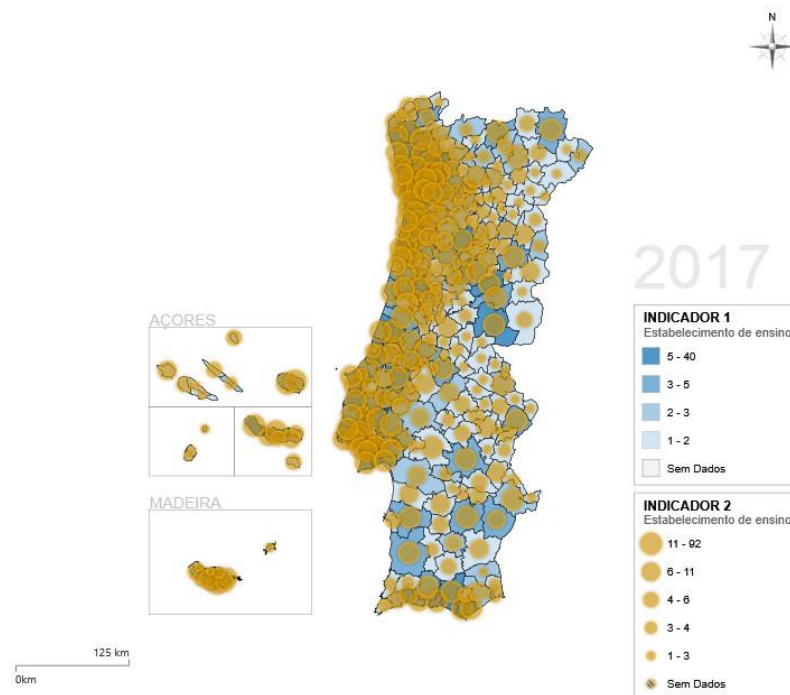 N
2017
AÇORES
MADEIRA
INDICADOR 1
Estabelecimento de ensino
5 - 40
3 - 5
2 - 3
1 - 2
Sem Dados
INDICADOR 2
Estabelecimento de ensino
11 - 92
6 - 11
4 - 6
3 - 4
1 - 3
Sem Dados
125 km
0km